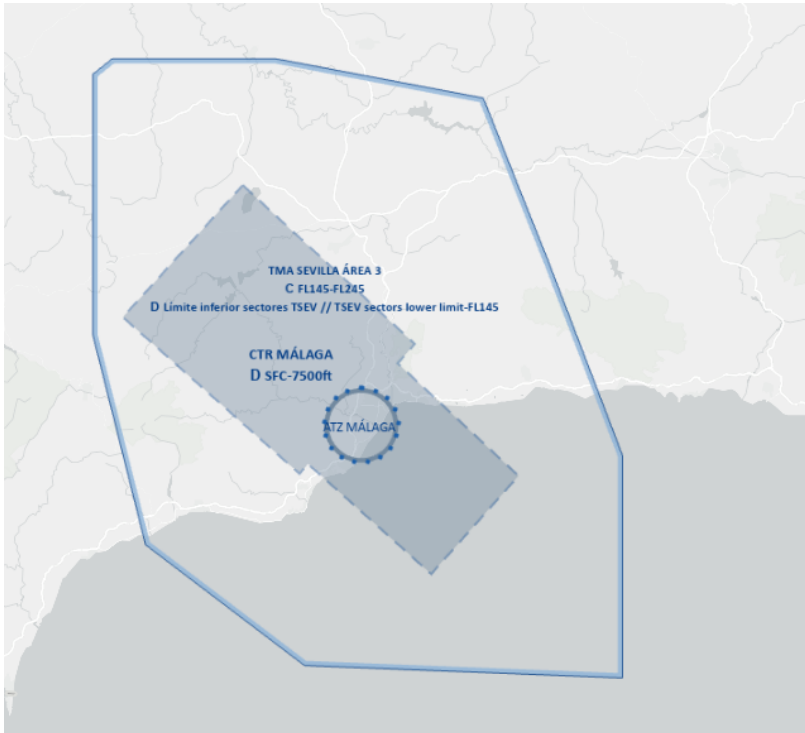 TMA SEVILLA ÁREA 3
C FL145-FL245
D Límite inferior sectores TSEV // TSEV sectors lower limit-FL145
CTR MÁLAGA
D SFC-7500ft
ATZ MÁLAGA